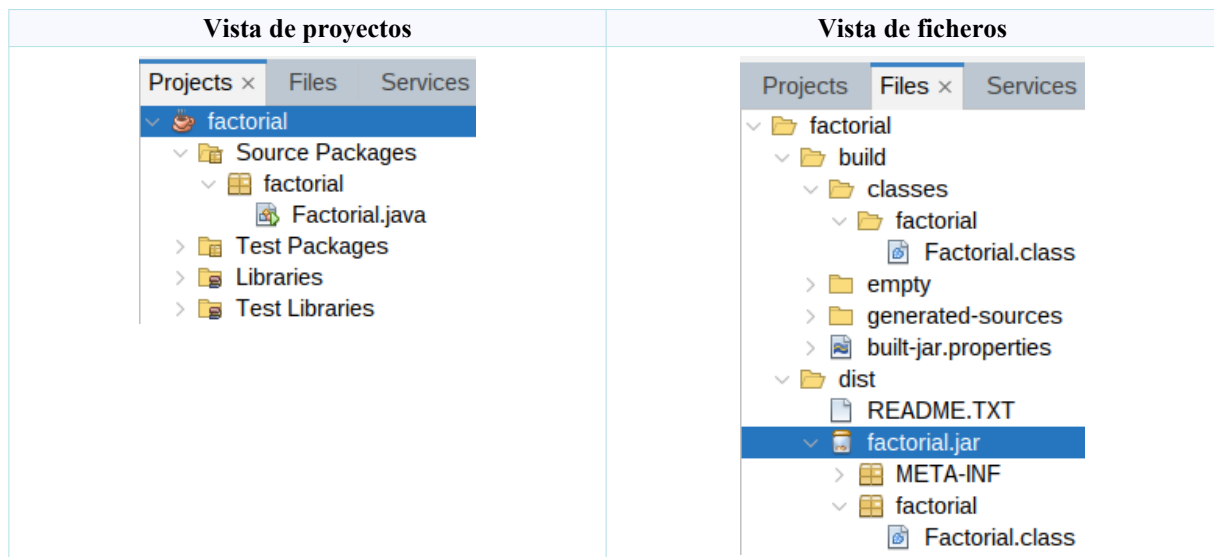 Vista de proyectos
Vista de ficheros
Projects × Files Services
factorial
Source Packages
factorial
Factorial.java
Test Packages
Libraries
Test Libraries
Projects Files × Services
factorial
build
classes
factorial
Factorial.class
empty
generated-sources
built-jar.properties
dist
README.TXT
factorial.jar
META-INF
factorial
Factorial.class